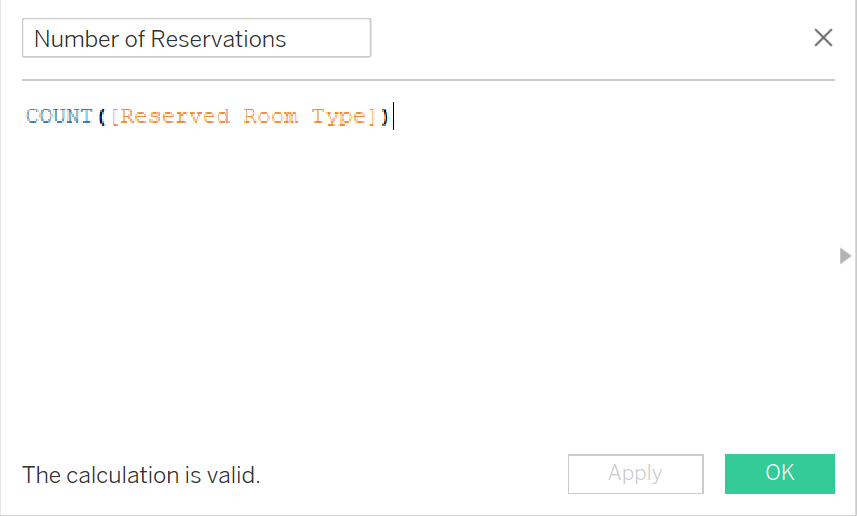 Number of Reservations
COUNT([Reserved Room Type])
The calculation is valid.
Apply
OK